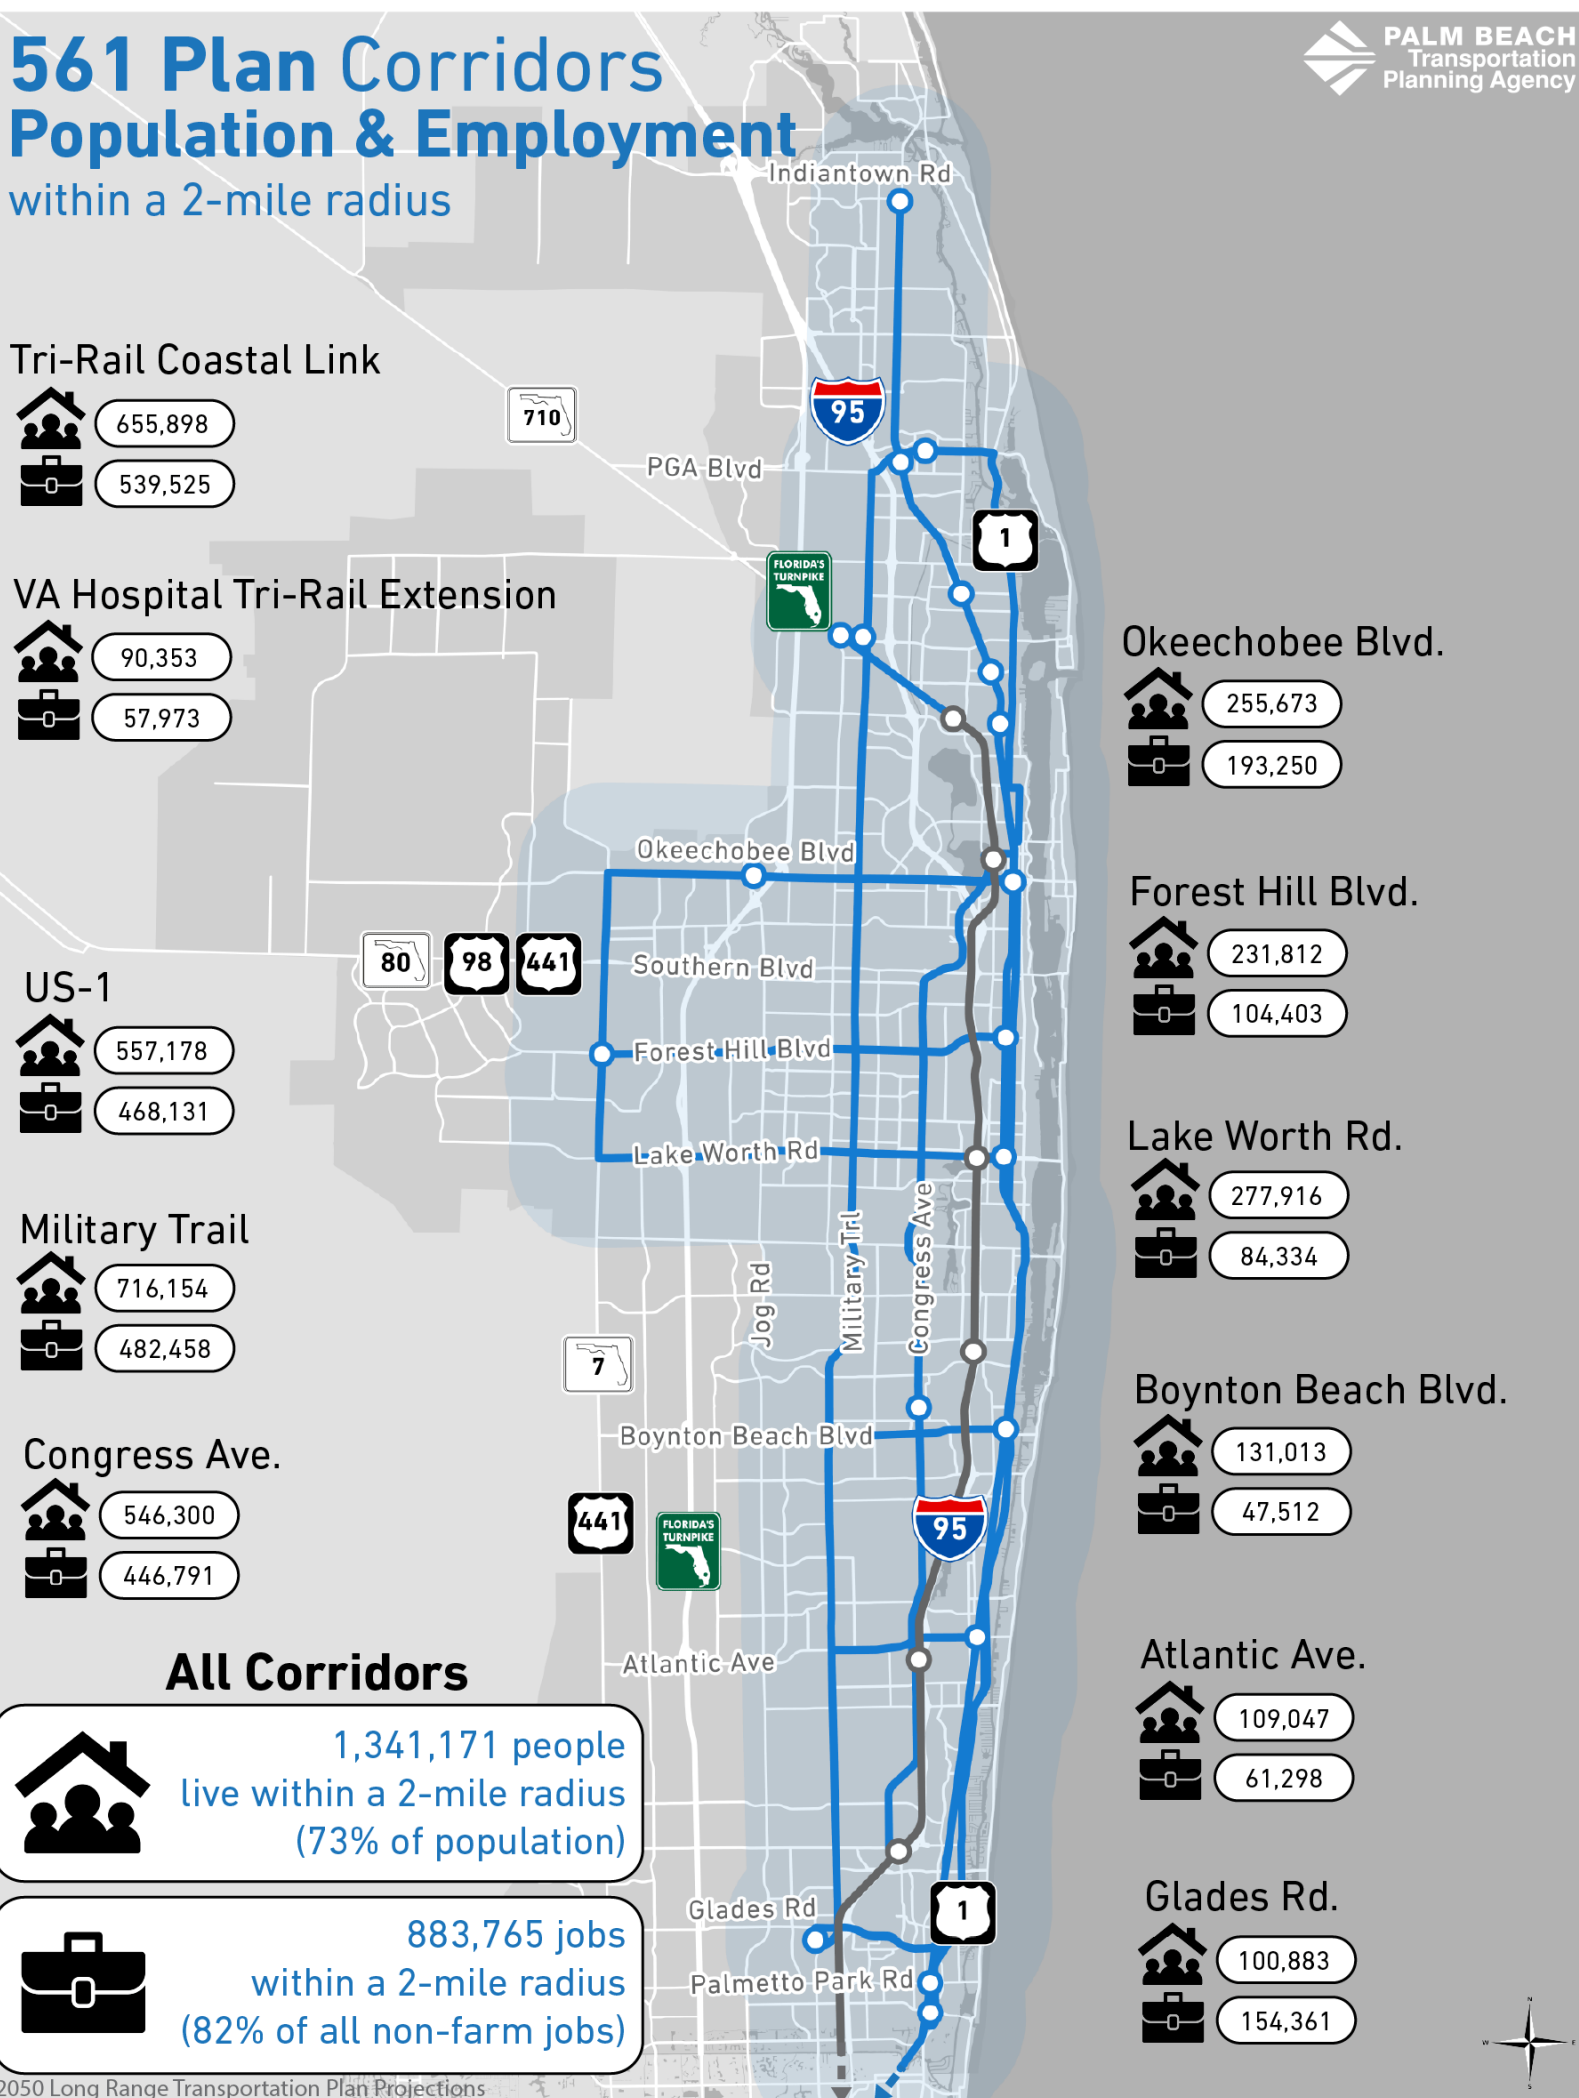 561 Plan Corridors
Population & Employment
within a 2-mile radius
PALM BEACH
Transportation
Planning Agency
Indiantown Rd
Tri-Rail Coastal Link
655,898
539,525
710
95
PGA Blvd
1
FLORIDA'S
TURNPIKE
VA Hospital Tri-Rail Extension
90,353
57,973
Okeechobee Blvd.
255,673
193,250
Okeechobee Blvd
Forest Hill Blvd.
231,812
104,403
80
98
441
Southern Blvd
US-1
557,178
468,131
Forest Hill Blvd
Lake Worth Rd.
277,916
84,334
Lake Worth Rd
Military Trail
716,154
482,458
Jog Rd
Military Trl
Congress Ave
7
Boynton Beach Blvd.
131,013
47,512
Boynton Beach Blvd
Congress Ave.
546,300
446,791
441
FLORIDA'S
TURNPIKE
95
Atlantic Ave.
109,047
61,298
Atlantic Ave
All Corridors
1,341,171 people
live within a 2-mile radius
(73% of population)
883,765 jobs
within a 2-mile radius
(82% of all non-farm jobs)
Glades Rd
1
Palmetto Park Rd
Glades Rd.
100,883
154,361
N
W
E
S
2050 Long Range Transportation Plan Projections